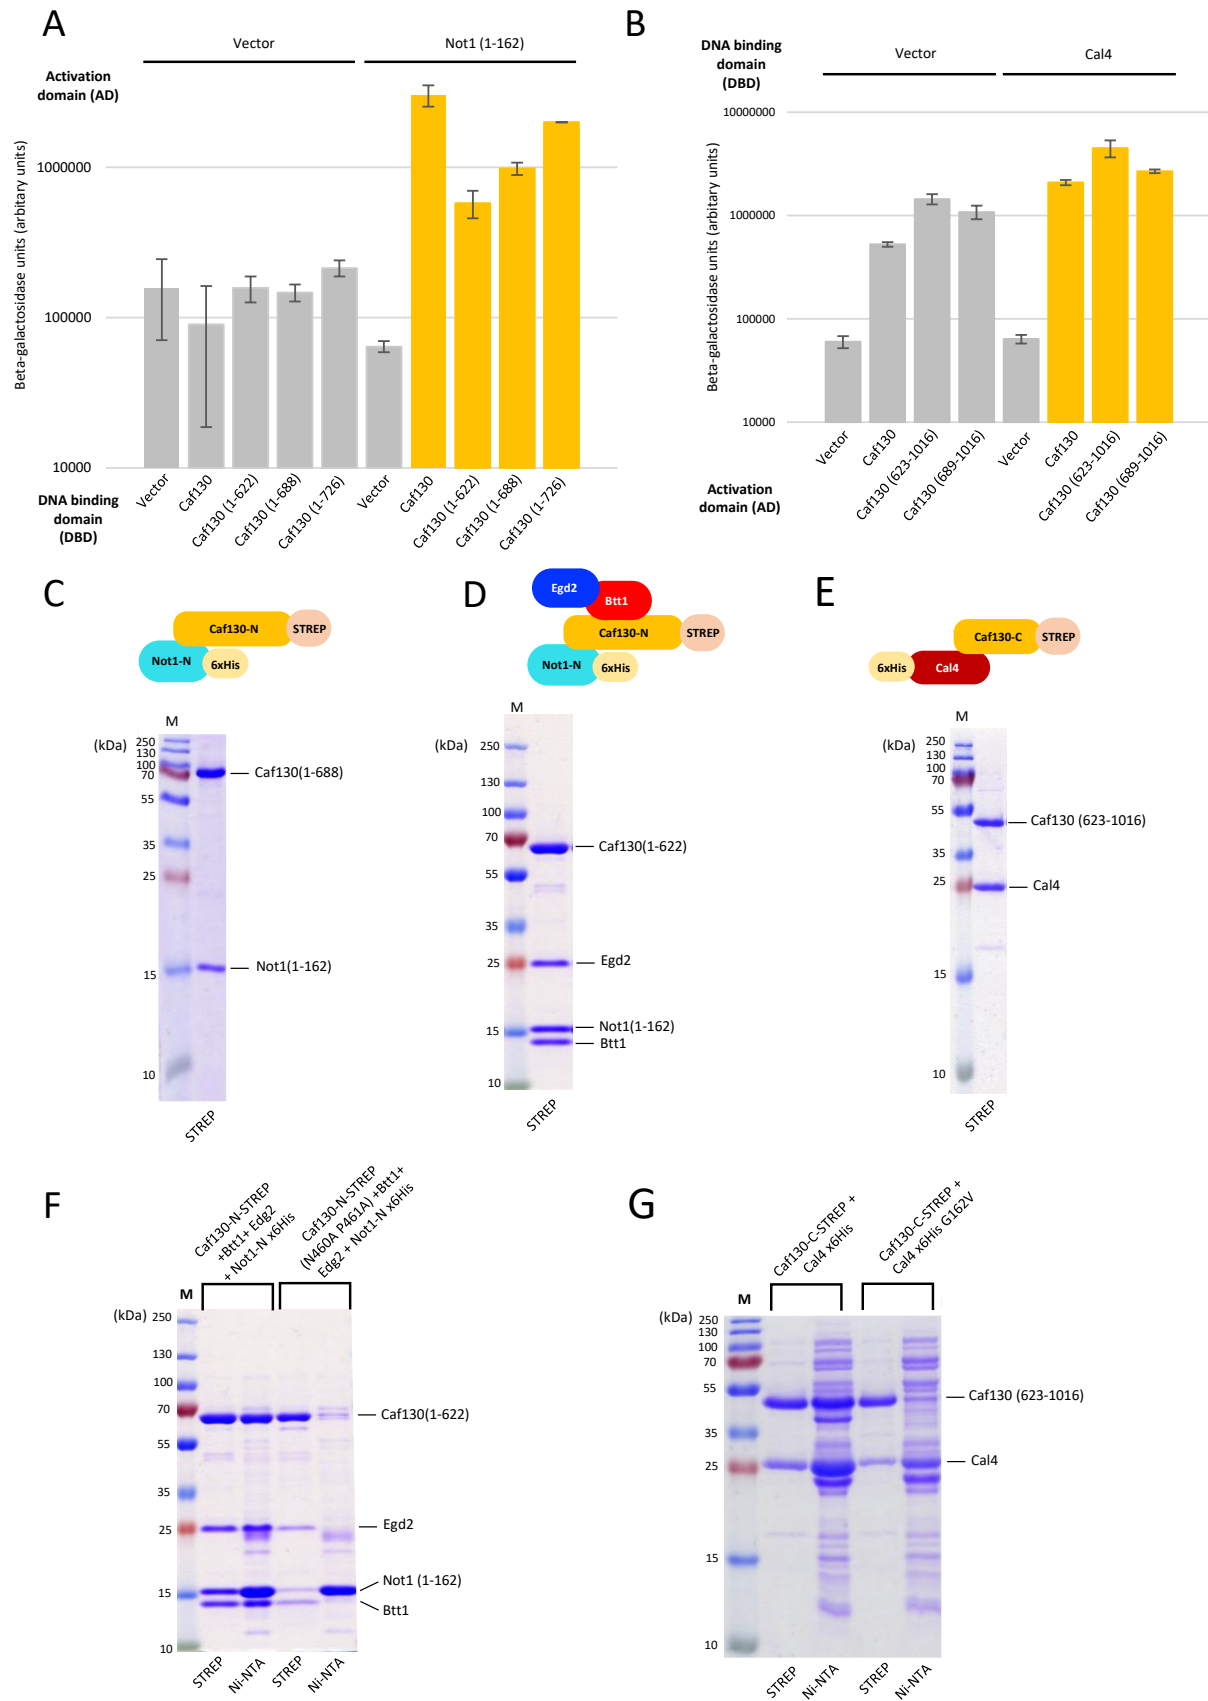 A
Vector
Not1 (1-162)
Activation
domain (AD)
Beta-galactosidase units (arbitary units)
1000000
100000
10000
DNA binding
domain
(DBD)
Vector
Caf130
Caf130 (1-622)
Caf130 (1-688)
Caf130 (1-726)
Vector
Caf130
Caf130 (1-622)
Caf130 (1-688)
Caf130 (1-726)
B
DNA binding
domain
(DBD)
Vector
Cal4
Beta-galactosidase units (arbitary units)
10000000
1000000
100000
10000
Activation
domain (AD)
Vector
Caf130
Caf130 (623-1016)
Caf130 (689-1016)
Vector
Caf130
Caf130 (623-1016)
Caf130 (689-1016)
C
Caf130-N
STREP
Not1-N
6xHis
M
(kDa)
250
130
100
70
55
35
25
15
10
Caf130(1-688)
Not1(1-162)
STREP
D
Egd2
Btt1
Caf130-N
STREP
Not1-N
6xHis
M
(kDa)
250
130
100
70
55
35
25
15
10
Caf130(1-622)
Egd2
Not1(1-162)
Btt1
STREP
E
Caf130-C
STREP
6xHis
Cal4
M
(kDa)
250
130
100
70
55
35
25
15
10
Caf130 (623-1016)
Cal4
STREP
F
Caf130-N-STREP
+Btt1+ Edg2
+ Not1-N x6His
Caf130-N-STREP
(N460A P461A) +Btt1+
Edg2 + Not1-N x6His
M
(kDa)
250
130
100
70
55
35
25
15
10
Caf130(1-622)
Egd2
Not1 (1-162)
Btt1
STREP
Ni-NTA
STREP
Ni-NTA
G
Caf130-C-STREP +
Cal4 x6His
Caf130-C-STREP +
Cal4 x6His G162V
M
(kDa)
250
130
100
70
55
35
25
15
10
Caf130 (623-1016)
Cal4
STREP
Ni-NTA
STREP
Ni-NTA